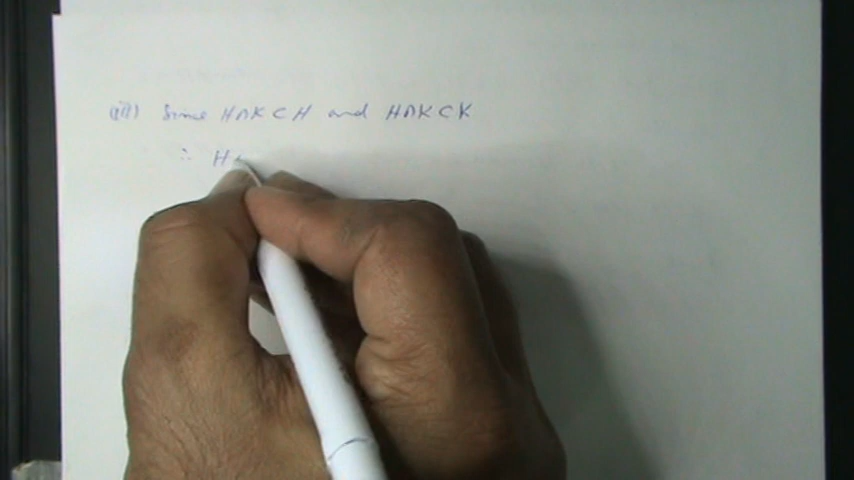 (iii) Since H∩K ⊂ H and H∩K ⊂ K
∴ H